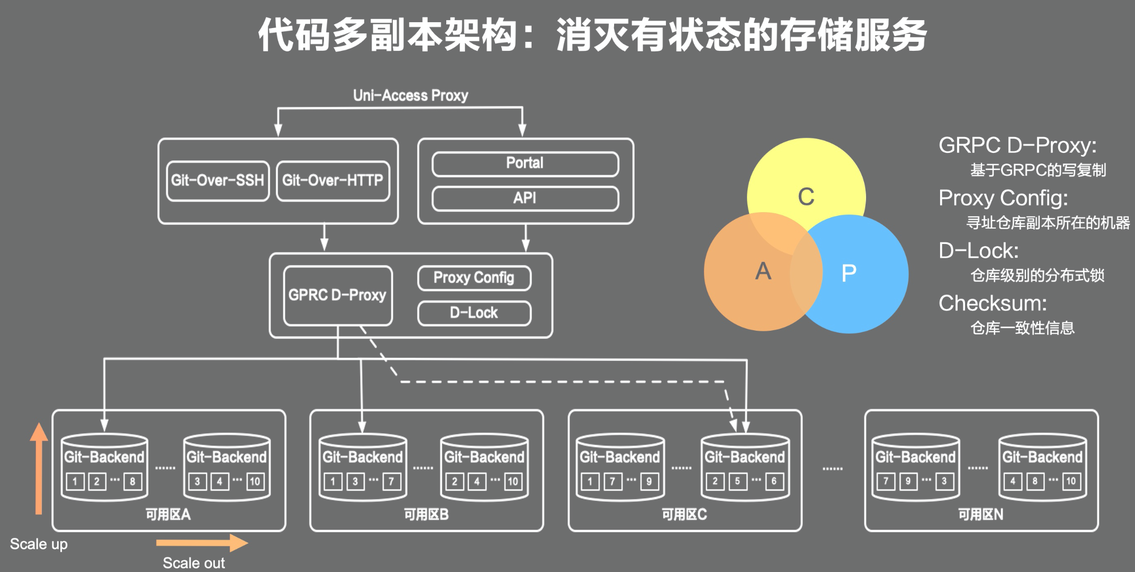 代码多副本架构：消灭有状态的存储服务
Uni-Access Proxy
Git-Over-SSH
Git-Over-HTTP
Portal
API
GPRC D-Proxy
Proxy Config
D-Lock
C
A
P
GRPC D-Proxy:
基于GRPC的写复制
Proxy Config:
寻址仓库副本所在的机器
D-Lock:
仓库级别的分布式锁
Checksum:
仓库一致性信息
Git-Backend
1 2 ··· 8
······
Git-Backend
3 4 ··· 10
可用区A
Git-Backend
1 3 ··· 7
······
Git-Backend
2 4 ··· 10
可用区B
Git-Backend
1 7 ··· 9
······
Git-Backend
2 5 ··· 6
可用区C
······
Git-Backend
7 9 ··· 3
······
Git-Backend
4 8 ··· 10
可用区N
Scale up
Scale out